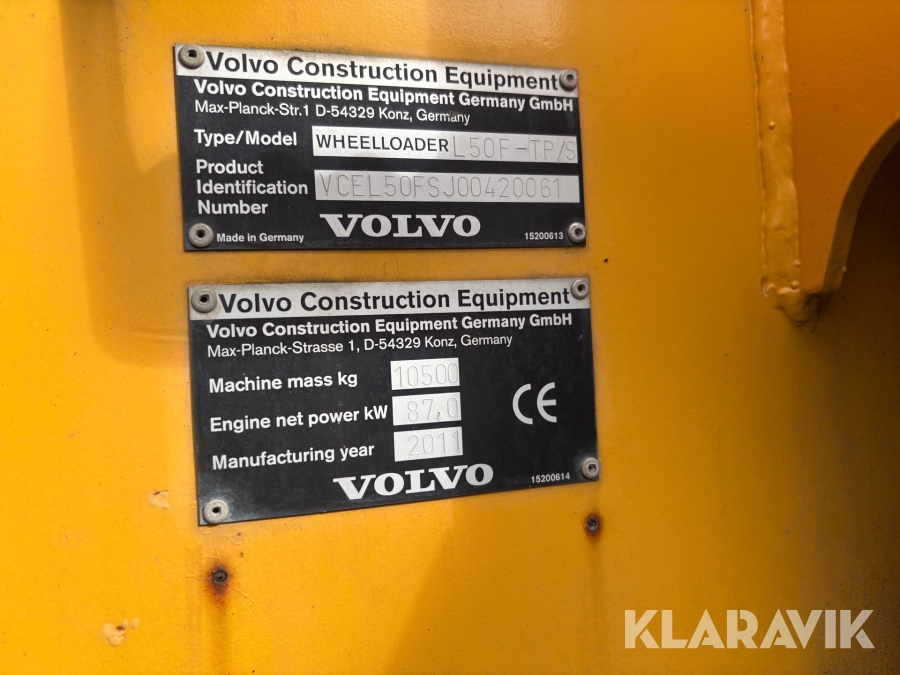 Volvo Construction Equipment
Volvo Construction Equipment Germany GmbH
Max-Planck-Str.1 D-54329 Konz, Germany
Type/Model WHEELLOADER L50F-TP/S
Product
Identification VCEL50FSJ00420061
Number
VOLVO
Made in Germany 15200613
Volvo Construction Equipment
Volvo Construction Equipment Germany GmbH
Max-Planck-Strasse 1, D-54329 Konz, Germany
Machine mass kg 10500
Engine net power kW 87,0
CE
Manufacturing year 2011
VOLVO
15200614
KLARAVIK